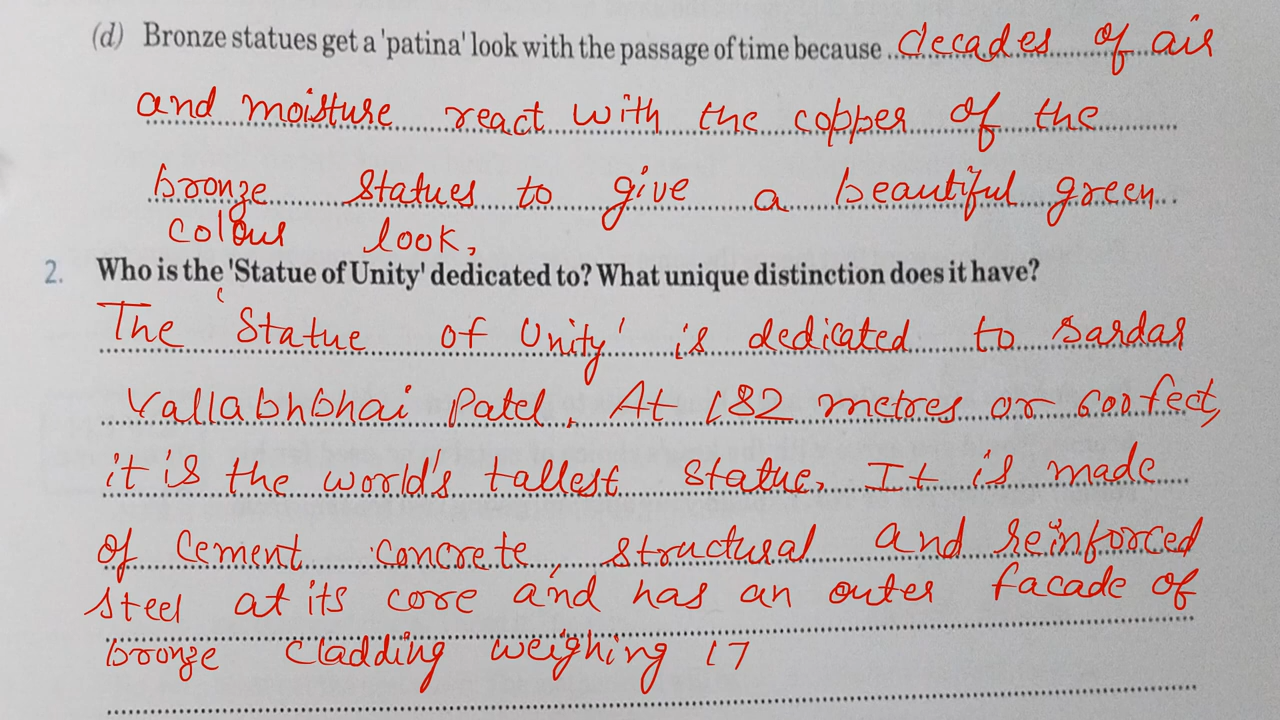 (d) Bronze statues get a 'patina' look with the passage of time because decades of air
and moisture react with the copper of the
bronze statues to give a beautiful green
colour look,
2. Who is the 'Statue of Unity' dedicated to? What unique distinction does it have?
The 'Statue of Unity' is dedicated to Sardar
Vallabhbhai Patel. At 182 metres or 600 feet,
it is the world's tallest statue. It is made
of cement concrete, structural and reinforced
steel at its core and has an outer facade of
bronze cladding weighing 17